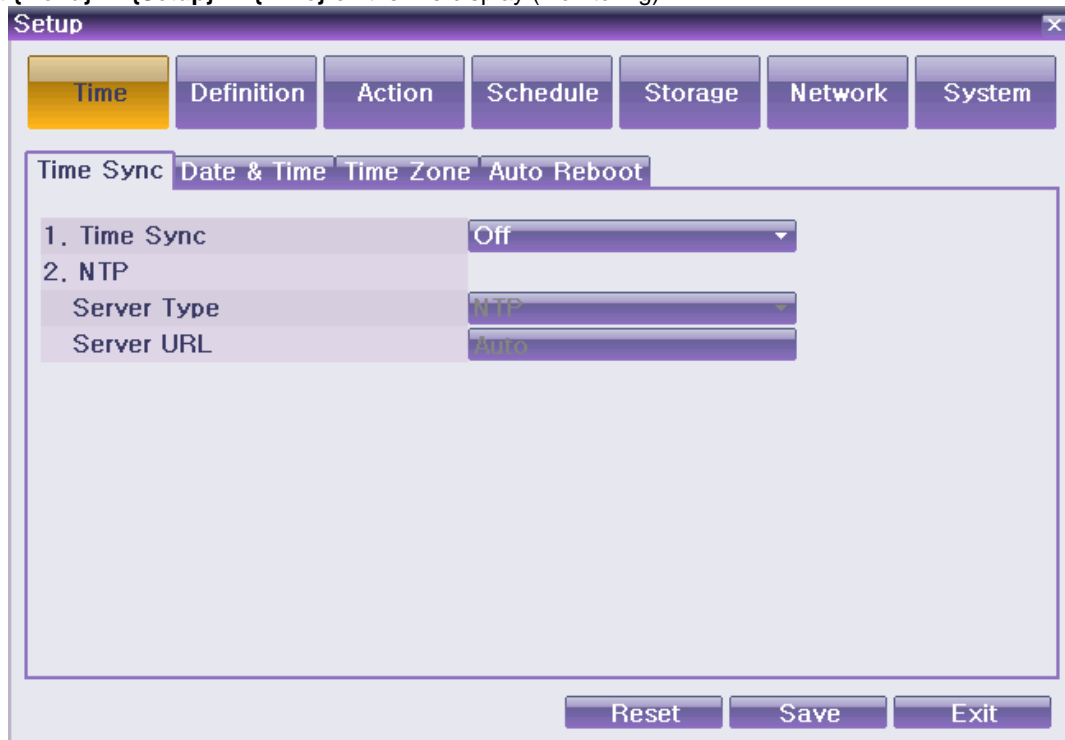 Setup
Time Definition Action Schedule Storage Network System
Time Sync Date & Time Time Zone Auto Reboot
1. Time Sync Off
2. NTP
Server Type NTP
Server URL Auto
Reset Save Exit